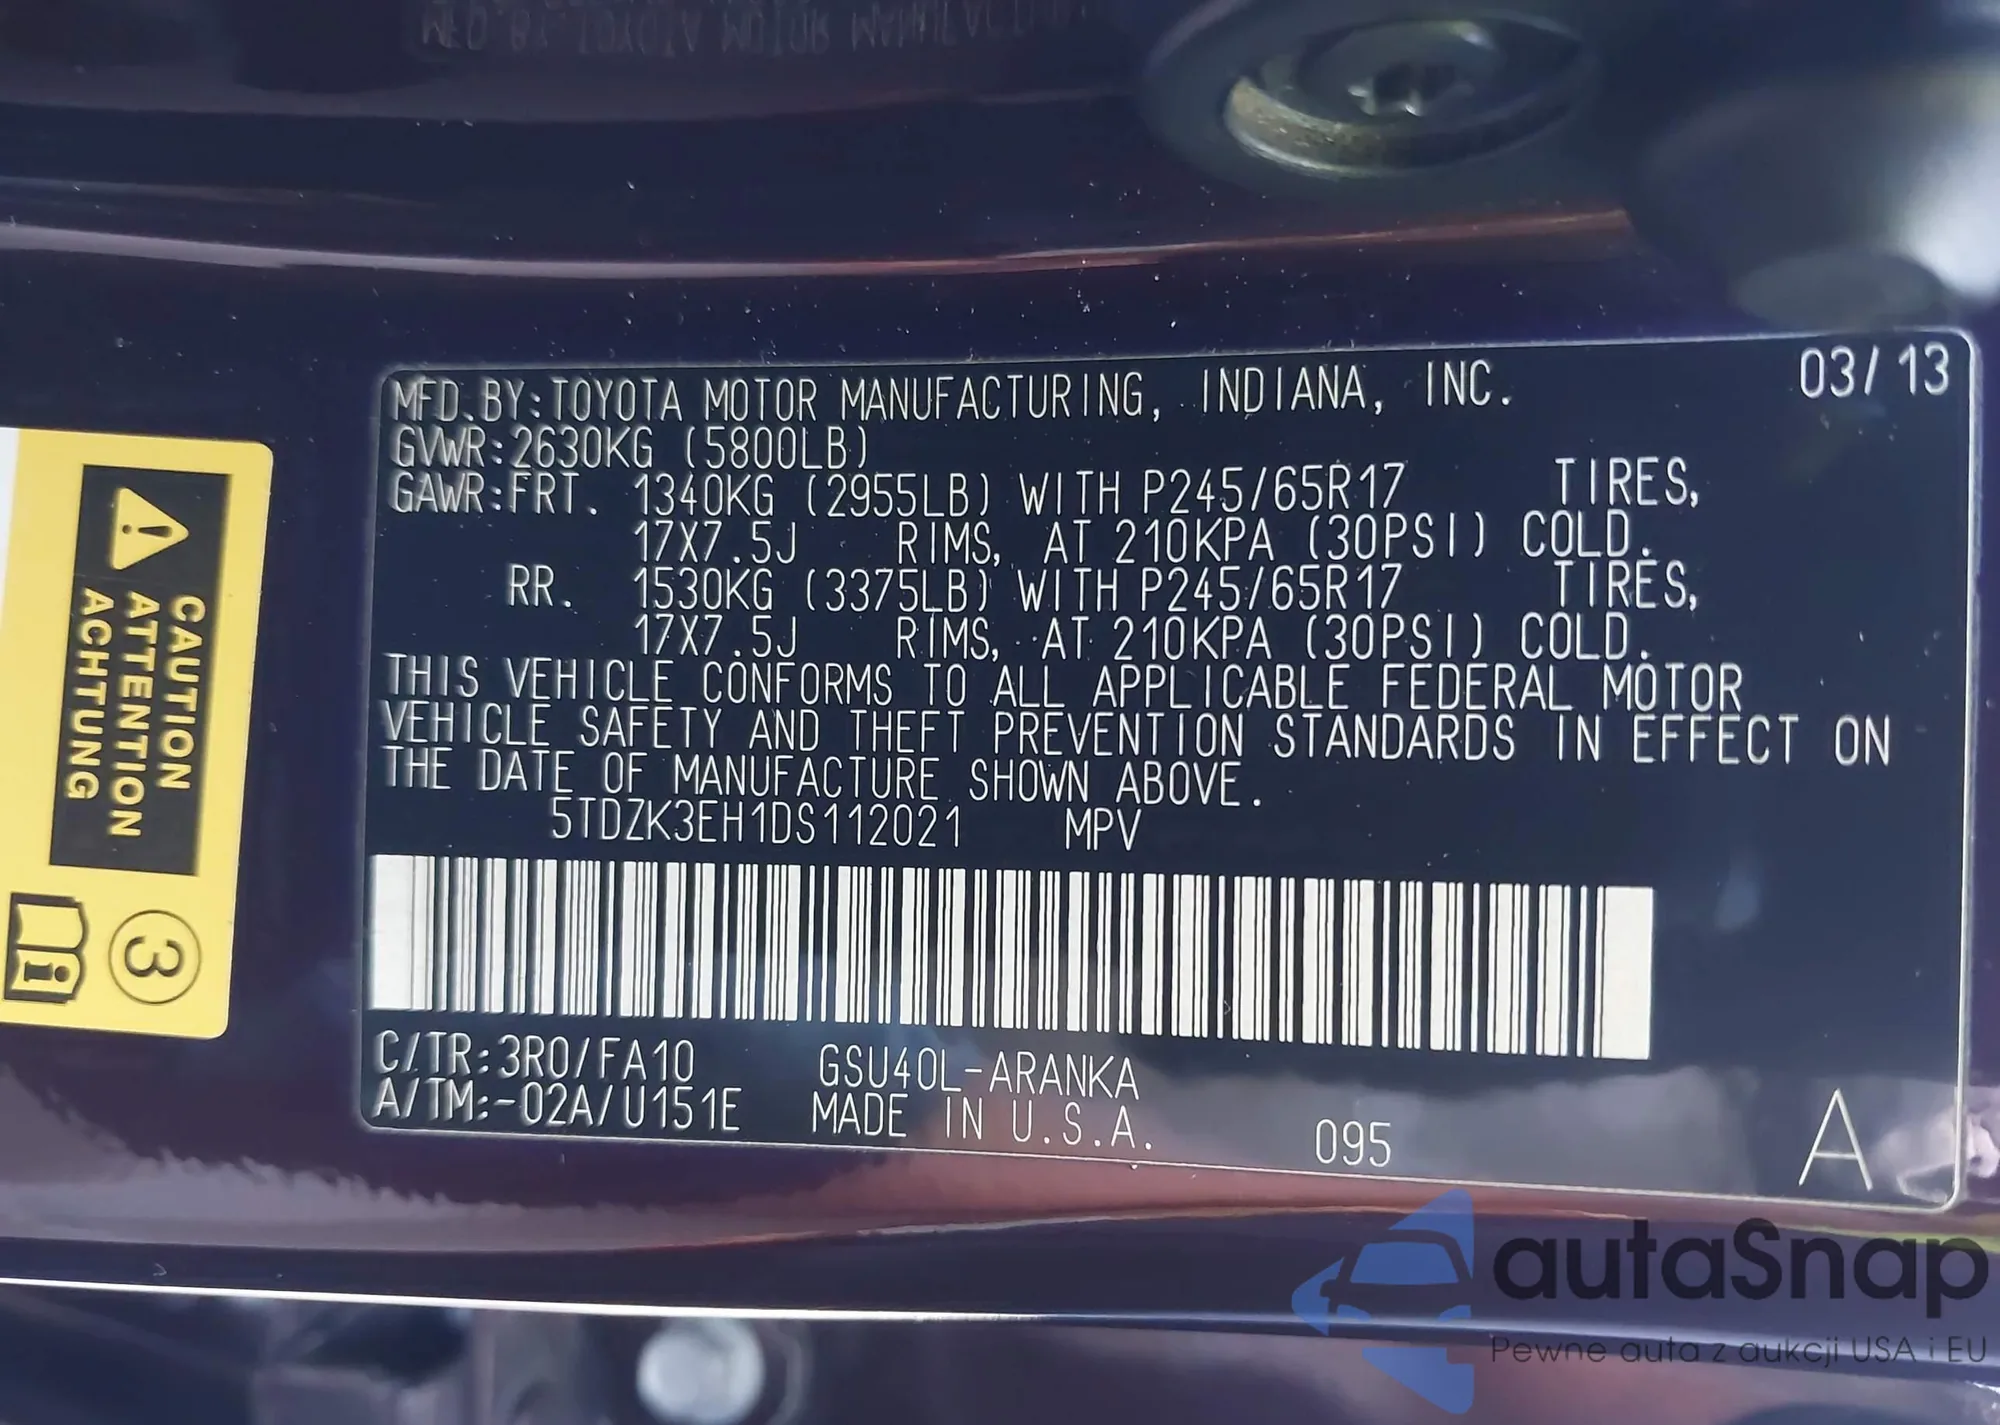 MFD.BY:TOYOTA MOTOR MANUFACTURING, INDIANA, INC. 03/13
GVWR:2630KG (5800LB)
GAWR:FRT. 1340KG (2955LB) WITH P245/65R17 TIRES,
17X7.5J RIMS, AT 210KPA (30PSI) COLD.
RR. 1530KG (3375LB) WITH P245/65R17 TIRES,
17X7.5J RIMS, AT 210KPA (30PSI) COLD.
THIS VEHICLE CONFORMS TO ALL APPLICABLE FEDERAL MOTOR
VEHICLE SAFETY AND THEFT PREVENTION STANDARDS IN EFFECT ON
THE DATE OF MANUFACTURE SHOWN ABOVE.
5TDZK3EH1DS112021 MPV
C/TR:3R0/FA10 GSU40L-ARANKA
A/TM:-02A/U151E MADE IN U.S.A. 095 A
CAUTION
ATTENTION
ACHTUNG
3
autaSnap
Pewne auta z aukcji USA i EU